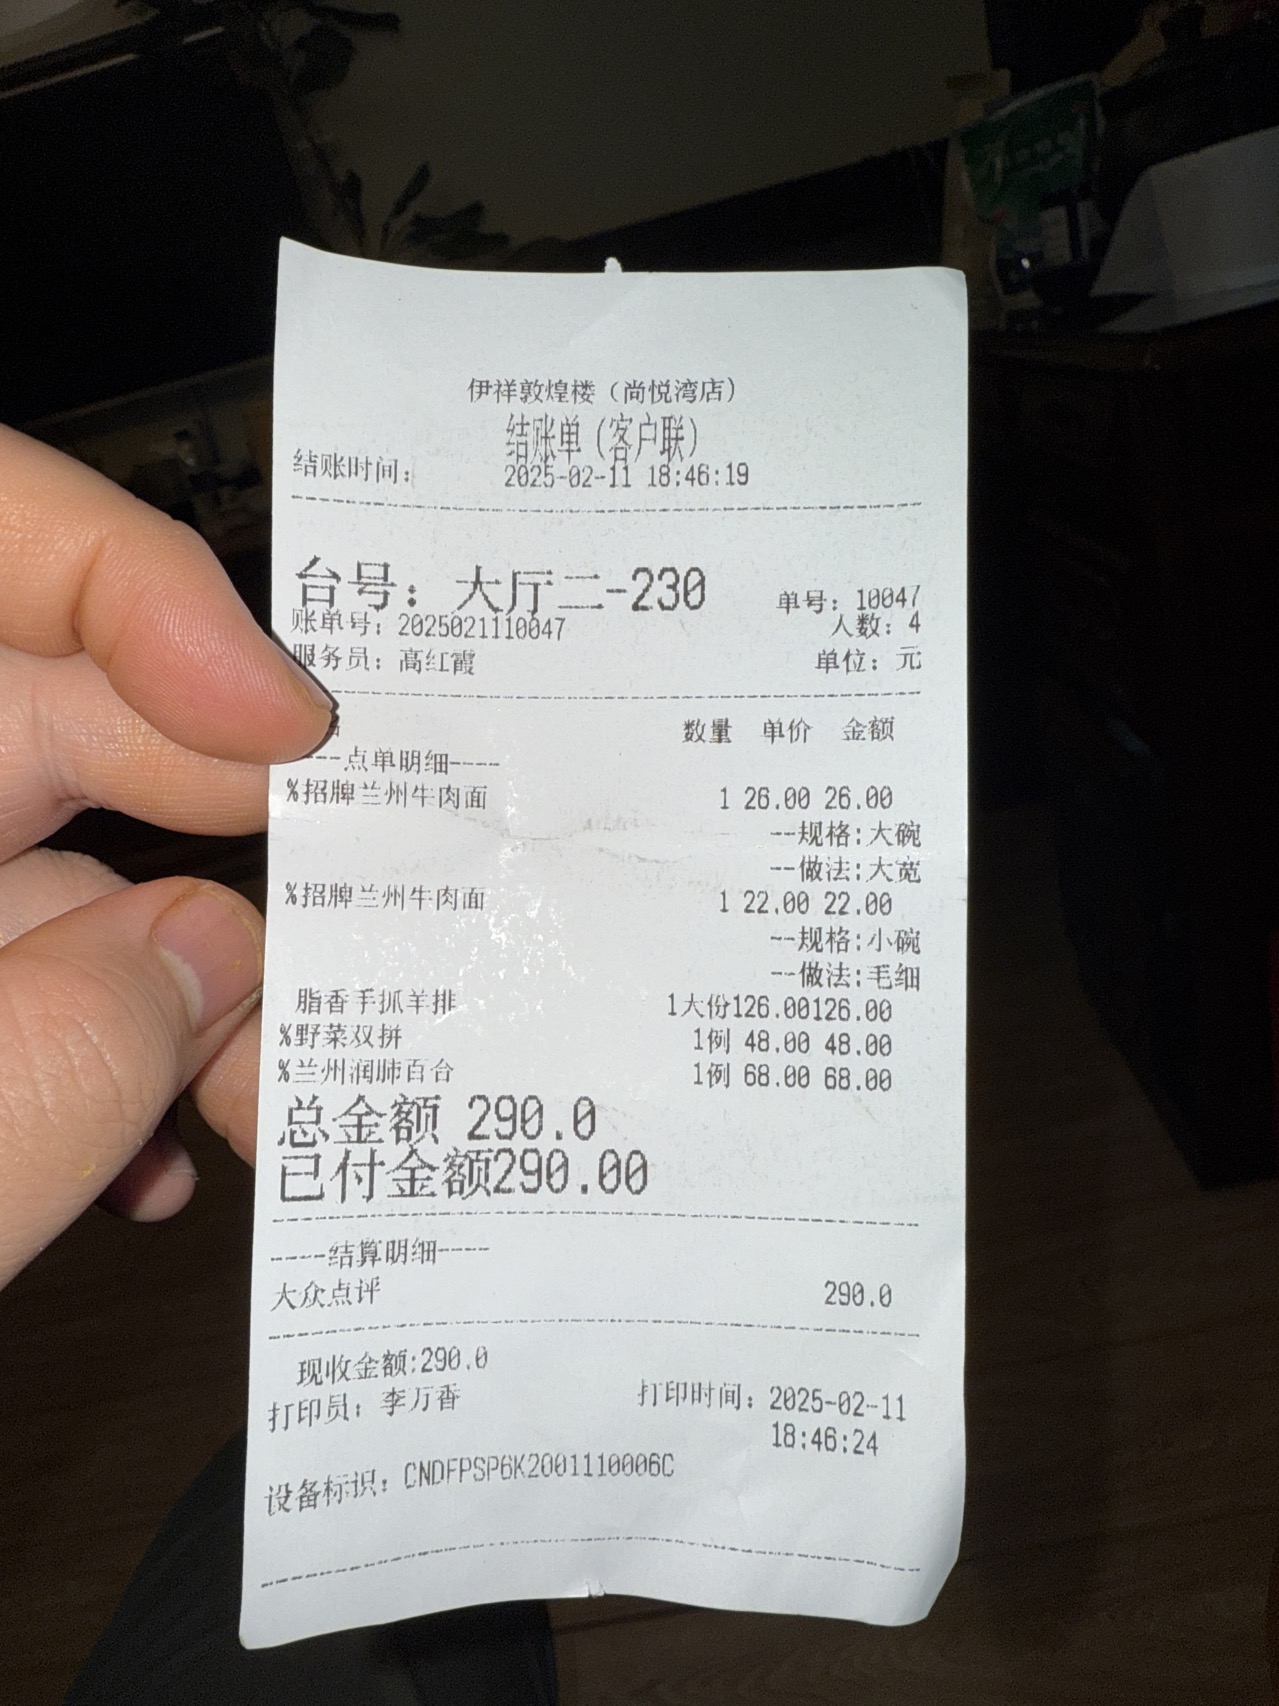 伊祥敦煌楼（尚悦湾店）
结账单（客户联）
结账时间： 2025-02-11 18:46:19
台号：大厅二-230 单号：10047
账单号：2025021110047 人数：4
服务员：高红霞 单位：元
名 数量 单价 金额
---点单明细----
%招牌兰州牛肉面 1 26.00 26.00
--规格:大碗
--做法:大宽
%招牌兰州牛肉面 1 22.00 22.00
--规格:小碗
--做法:毛细
脂香手抓羊排 1大份126.00126.00
%野菜双拼 1例 48.00 48.00
%兰州润肺百合 1例 68.00 68.00
总金额 290.0
已付金额290.00
----结算明细----
大众点评 290.0
现收金额:290.0
打印员：李万香 打印时间：2025-02-11
18:46:24
设备标识：CNDFPSP6K2001110006C